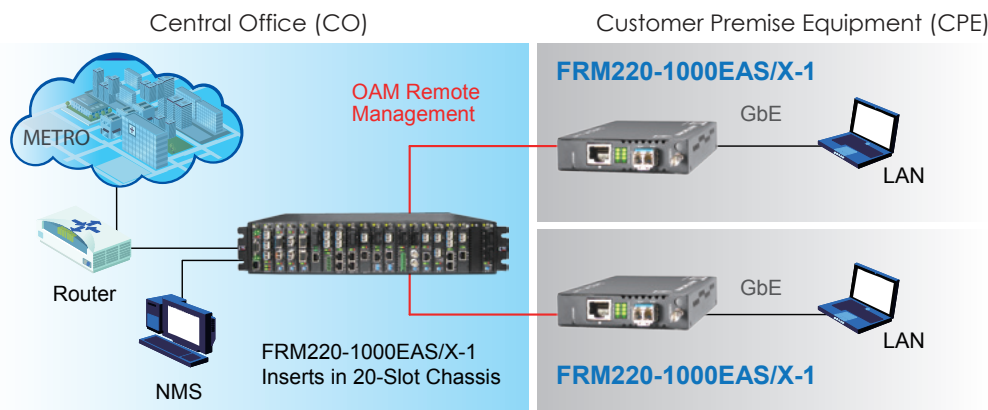 Central Office (CO)
Customer Premise Equipment (CPE)
METRO
OAM Remote
Management
Router
NMS
FRM220-1000EAS/X-1
Inserts in 20-Slot Chassis
FRM220-1000EAS/X-1
GbE
LAN
GbE
LAN
FRM220-1000EAS/X-1